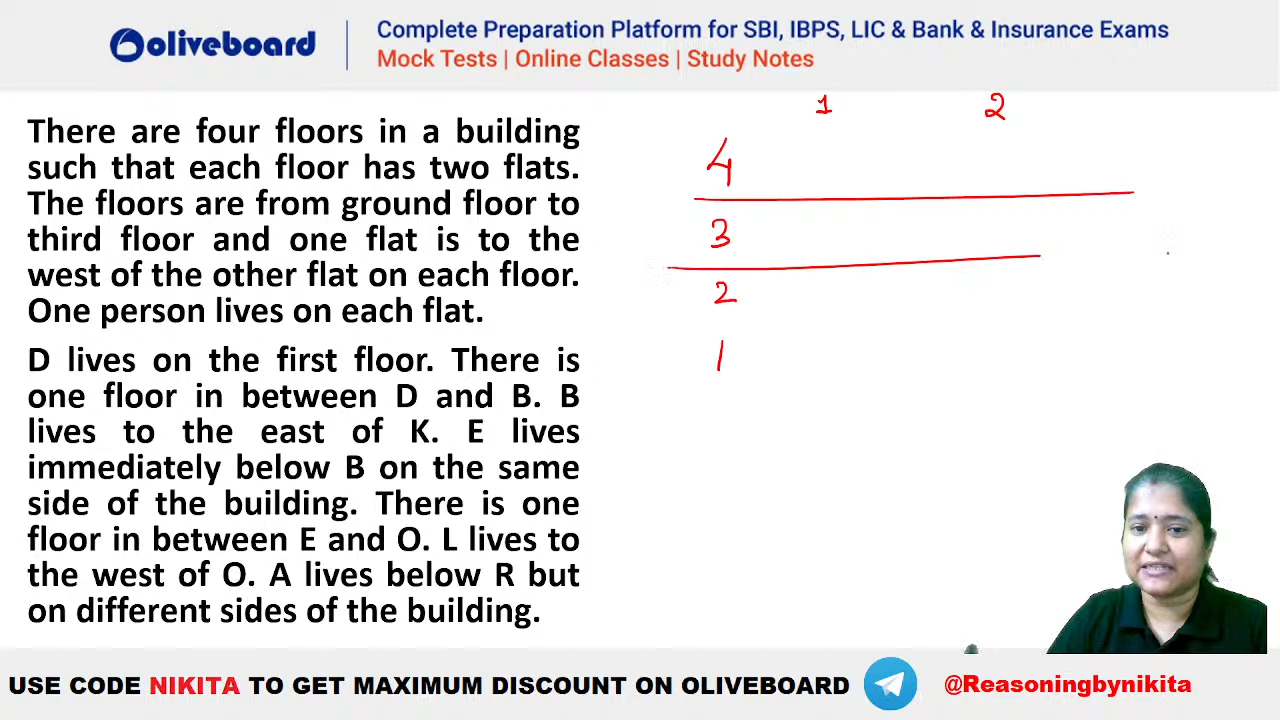 oliveboard
Complete Preparation Platform for SBI, IBPS, LIC & Bank & Insurance Exams
Mock Tests | Online Classes | Study Notes
There are four floors in a building
such that each floor has two flats.
The floors are from ground floor to
third floor and one flat is to the
west of the other flat on each floor.
One person lives on each flat.
D lives on the first floor. There is
one floor in between D and B. B
lives to the east of K. E lives
immediately below B on the same
side of the building. There is one
floor in between E and O. L lives to
the west of O. A lives below R but
on different sides of the building.
1 2
4
3
2
1
USE CODE NIKITA TO GET MAXIMUM DISCOUNT ON OLIVEBOARD
@Reasoningbynikita